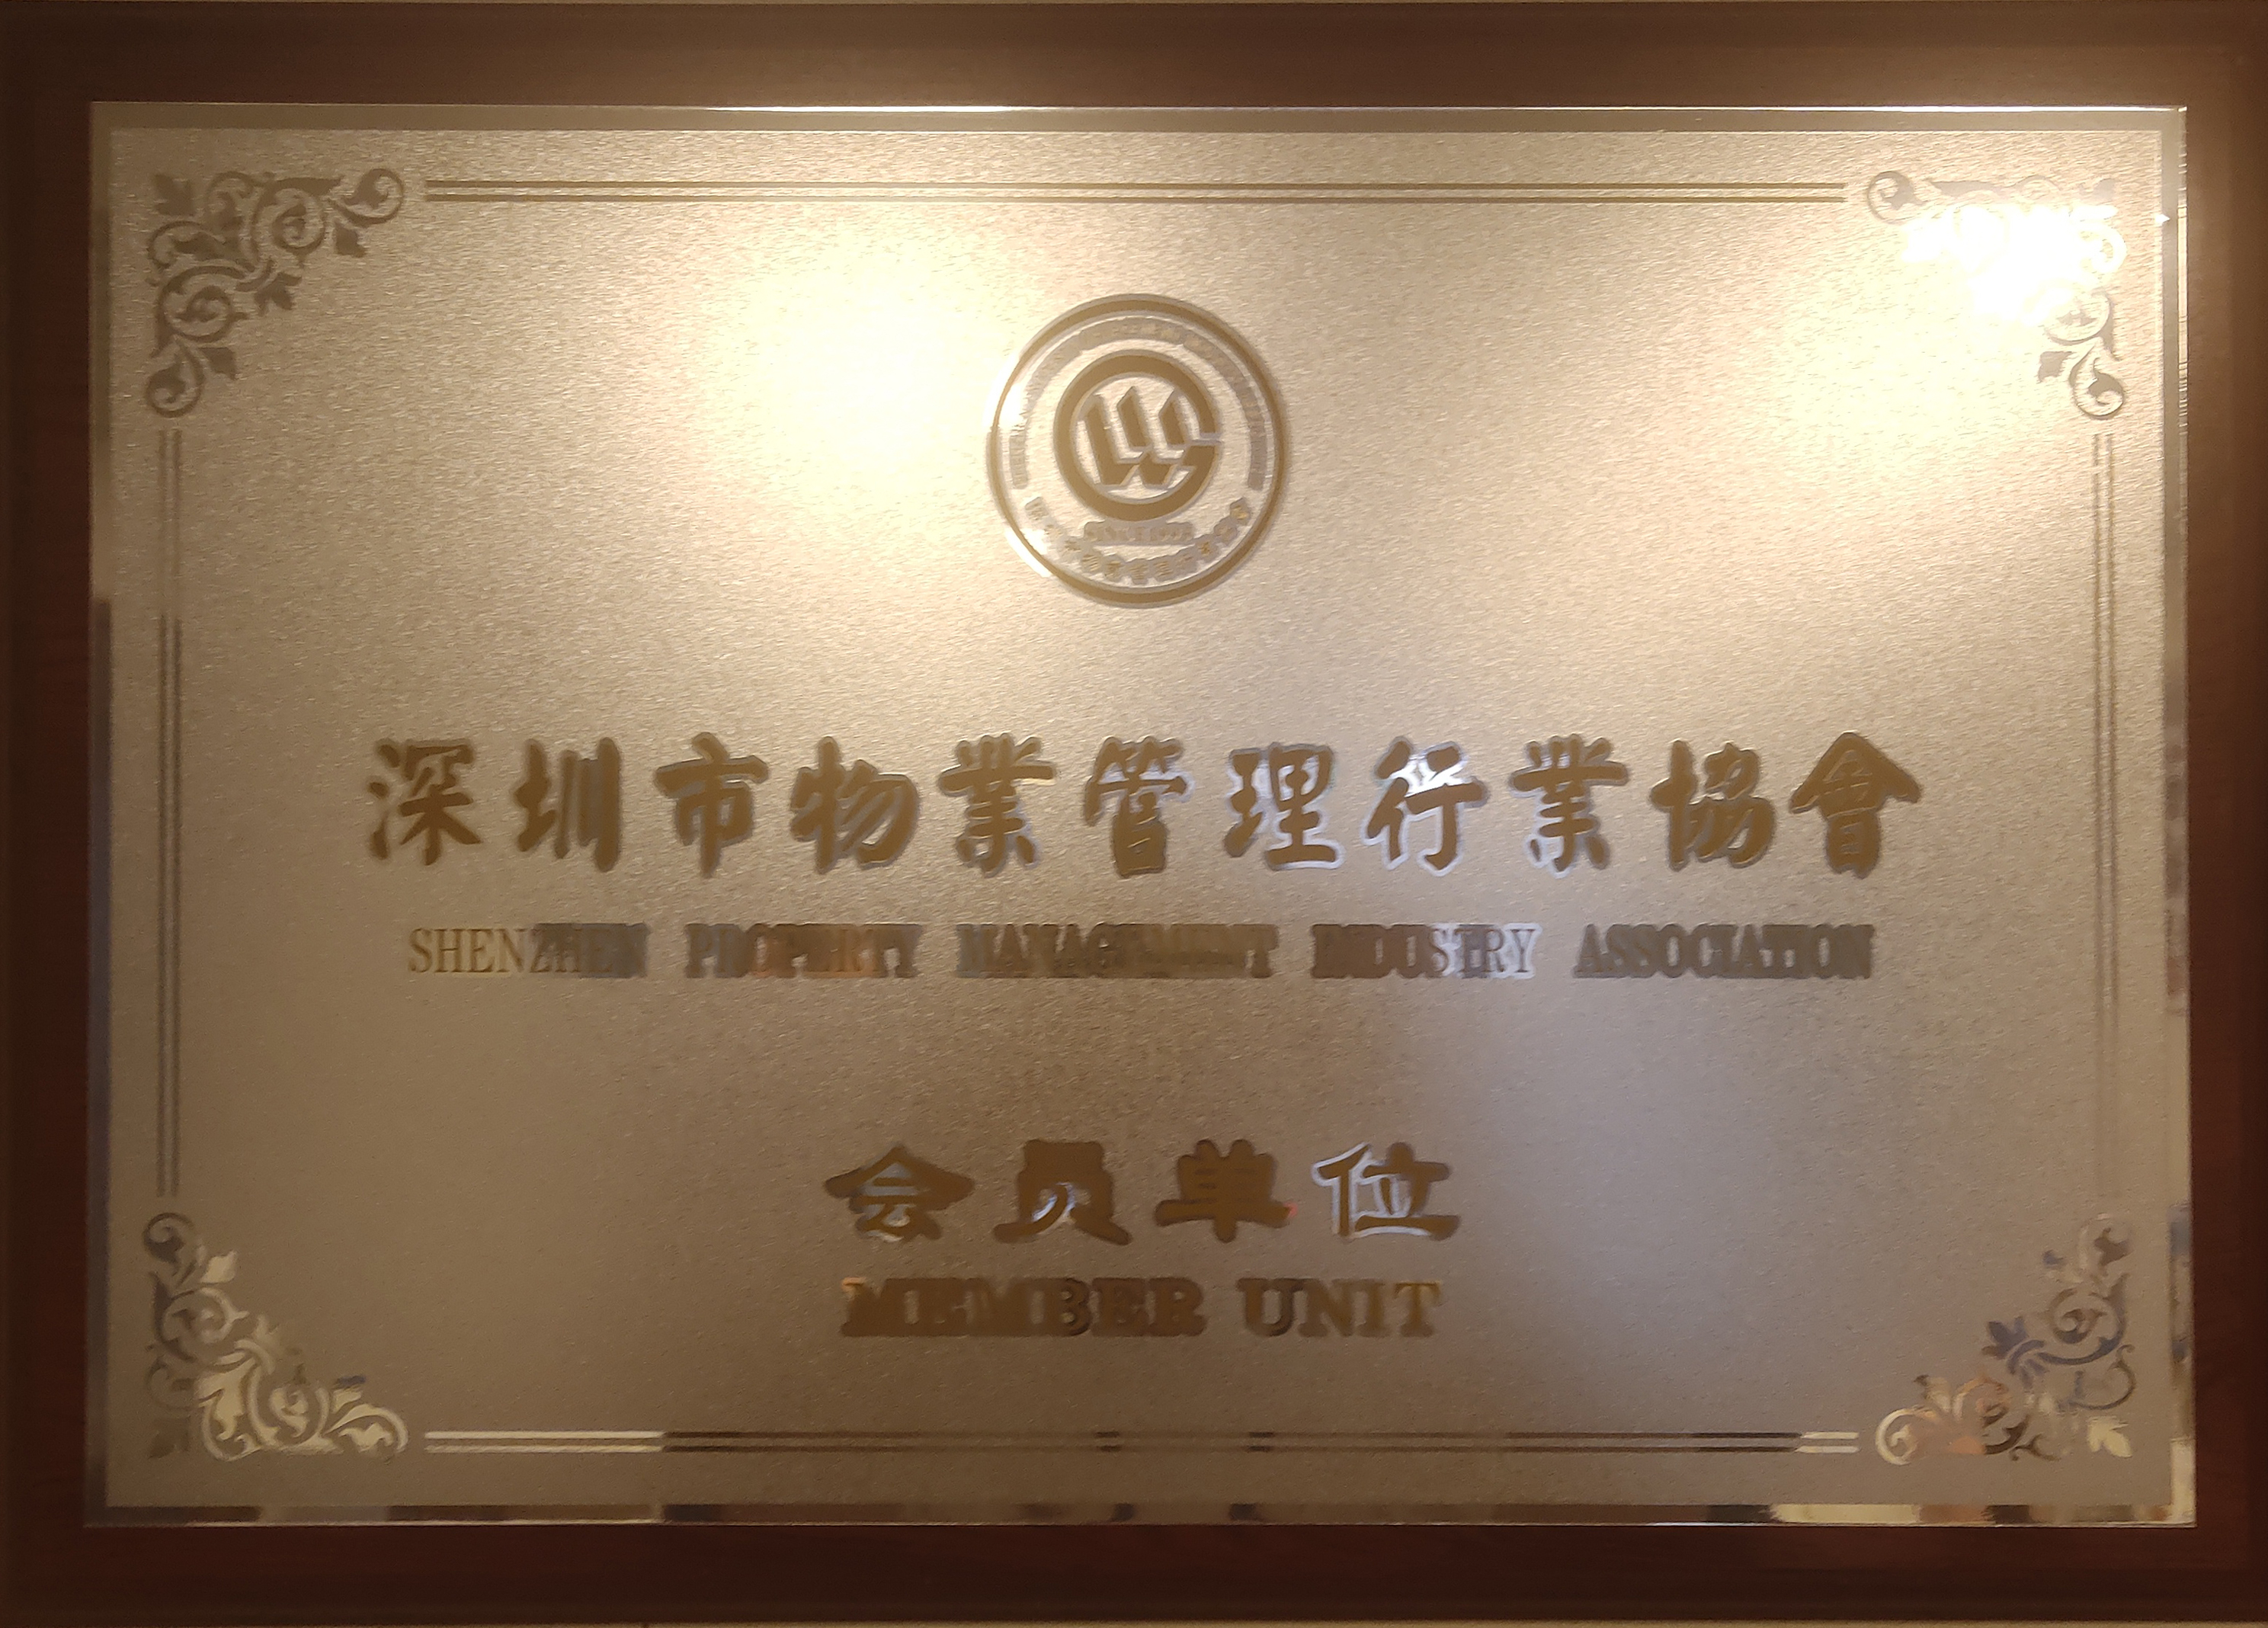 深圳市物業管理行業協會
SHENZHEN PROPERTY MANAGEMENT INDUSTRY ASSOCIATION
会员单位
MEMBER UNIT